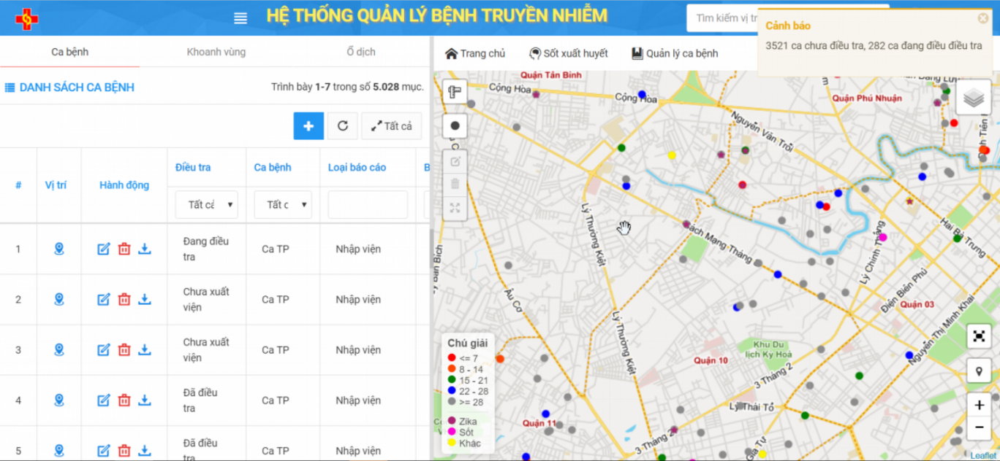 HỆ THỐNG QUẢN LÝ BỆNH TRUYỀN NHIỄM
Tìm kiếm vị tr
Cảnh báo
3521 ca chưa điều tra, 282 ca đang điều điều tra
Ca bệnh
Khoanh vùng
Ổ dịch
Trang chủ
Sốt xuất huyết
Quản lý ca bệnh
DANH SÁCH CA BỆNH
Trình bày 1-7 trong số 5.028 mục.
Tất cả
# Vị trí Hành động Điều tra Ca bệnh Loại báo cáo B
Tất cả Tất c
1 Đang điều
tra Ca TP Nhập viện
2 Chưa xuất
viện Ca TP Nhập viện
3 Chưa xuất
viện Ca TP Nhập viện
4 Đã điều
tra Ca TP Nhập viện
5 Đã điều
tra Ca TP Nhập viện
Quận Tân Bình
Cộng Hòa
Cộng Hòa
Quận Phú Nhuận
Nguyễn Văn Trỗi
Lý Thường Kiệt
Cách Mạng Tháng
Hai Bà Trưng
Lý Chính Thắng
Âu Cơ
Điện Biên Phủ
Quận 03
Nguyễn Thị Minh Khai
Lý Thường Kiệt
Khu Du
lịch Kỳ Hoà
Quận 10
3 Tháng 2
Lý Thái Tổ
Quận 11
3 Tháng 2
Chú giải
<= 7
8 - 14
15 - 21
22 - 28
>= 28
Zika
Sốt
Khác
+
−
Leaflet